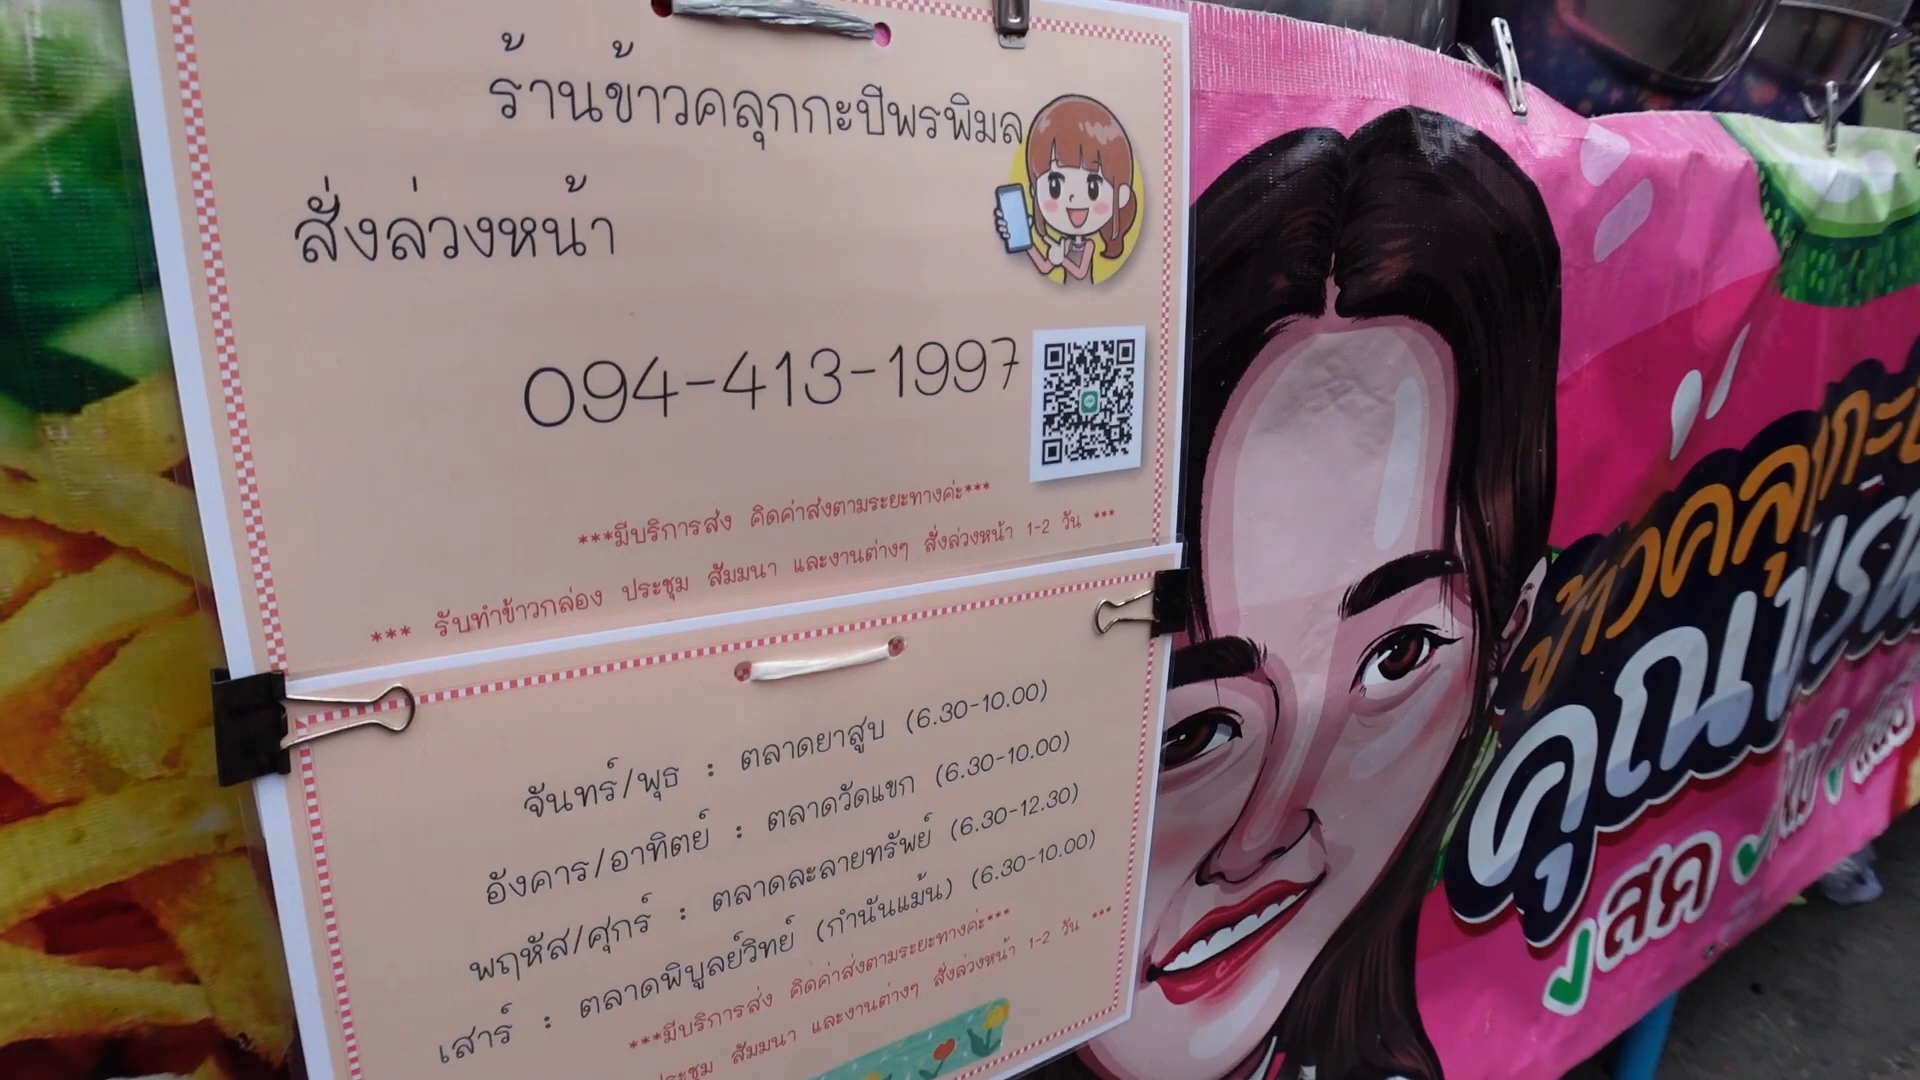 ร้านข้าวคลุกกะปิพรพิมล
สั่งล่วงหน้า
094-413-1997
***มีบริการส่ง คิดค่าส่งตามระยะทางค่ะ***
*** รับทำข้าวกล่อง ประชุม สัมมนา และงานต่างๆ สั่งล่วงหน้า 1-2 วัน ***
จันทร์/พุธ : ตลาดยาสูบ (6.30-10.00)
อังคาร/อาทิตย์ : ตลาดวัดแขก (6.30-10.00)
พฤหัส/ศุกร์ : ตลาดละลายทรัพย์ (6.30-12.30)
เสาร์ : ตลาดพิบูลย์วิทย์ (กำนันแม้น) (6.30-10.00)
***มีบริการส่ง คิดค่าส่งตามระยะทางค่ะ***
ประชุม สัมมนา และงานต่างๆ สั่งล่วงหน้า 1-2 วัน ***
ข้าวคลุกกะ
คุณ
สด